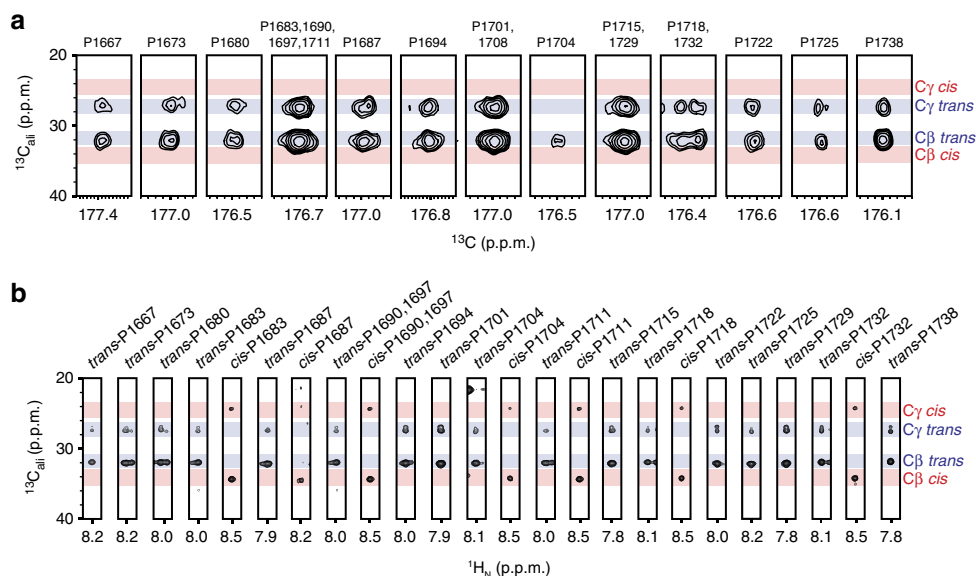 a
P1667 P1673 P1680 P1683,1690, 1697,1711 P1687 P1694 P1701, 1708 P1704 P1715, 1729 P1718, 1732 P1722 P1725 P1738
20
30
40
13C_ali (p.p.m.)
Cγ cis
Cγ trans
Cβ trans
Cβ cis
177.4 177.0 176.5 176.7 177.0 176.8 177.0 176.5 177.0 176.4 176.6 176.6 176.1
13C (p.p.m.)
b
trans-P1667 trans-P1673 trans-P1680 trans-P1683 cis-P1683 trans-P1687 cis-P1687 trans-P1690,1697 cis-P1690,1697 trans-P1694 trans-P1701 trans-P1704 cis-P1704 trans-P1711 cis-P1711 trans-P1715 trans-P1718 cis-P1718 trans-P1722 trans-P1725 trans-P1729 trans-P1732 cis-P1732 trans-P1738
20
30
40
13C_ali (p.p.m.)
Cγ cis
Cγ trans
Cβ trans
Cβ cis
8.2 8.2 8.0 8.0 8.5 7.9 8.2 8.0 8.5 8.0 7.9 8.1 8.5 8.0 8.5 7.8 8.1 8.5 8.0 8.2 7.8 8.1 8.5 7.8
1H_N (p.p.m.)